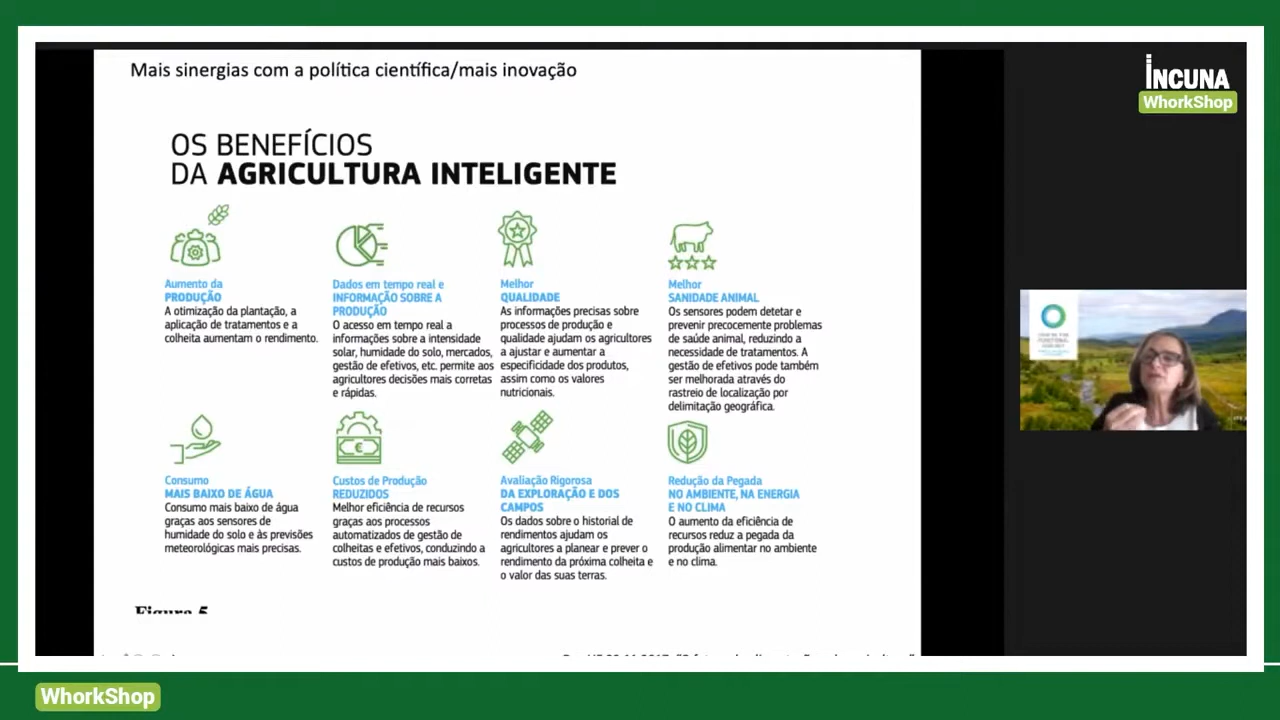 Mais sinergias com a política científica/mais inovação
INCUNA
WhorkShop
OS BENEFÍCIOS
DA AGRICULTURA INTELIGENTE
Aumento da
PRODUÇÃO
A otimização da plantação, a
aplicação de tratamentos e a
colheita aumentam o rendimento.
Dados em tempo real e
INFORMAÇÃO SOBRE A
PRODUÇÃO
O acesso em tempo real a
informações sobre a intensidade
solar, humidade do solo, mercados,
gestão de efetivos, etc. permite aos
agricultores decisões mais corretas
e rápidas.
Melhor
QUALIDADE
As informações precisas sobre
processos de produção e
qualidade ajudam os agricultores
a ajustar e aumentar a
especificidade dos produtos,
assim como os valores
nutricionais.
Melhor
SANIDADE ANIMAL
Os sensores podem detetar e
prevenir precocemente problemas
de saúde animal, reduzindo a
necessidade de tratamentos. A
gestão de efetivos pode também
ser melhorada através do
rastreio de localização por
delimitação geográfica.
Consumo
MAIS BAIXO DE ÁGUA
Consumo mais baixo de água
graças aos sensores de
humidade do solo e às previsões
meteorológicas mais precisas.
Custos de Produção
REDUZIDOS
Melhor eficiência de recursos
graças aos processos
automatizados de gestão de
colheitas e efetivos, conduzindo a
custos de produção mais baixos.
€
Avaliação Rigorosa
DA EXPLORAÇÃO E DOS
CAMPOS
Os dados sobre o historial de
rendimentos ajudam os
agricultores a planear e prever o
rendimento da próxima colheita e
o valor das suas terras.
Redução da Pegada
NO AMBIENTE, NA ENERGIA
E NO CLIMA
O aumento da eficiência de
recursos reduz a pegada da
produção alimentar no ambiente
e no clima.
Figura 5
WhorkShop